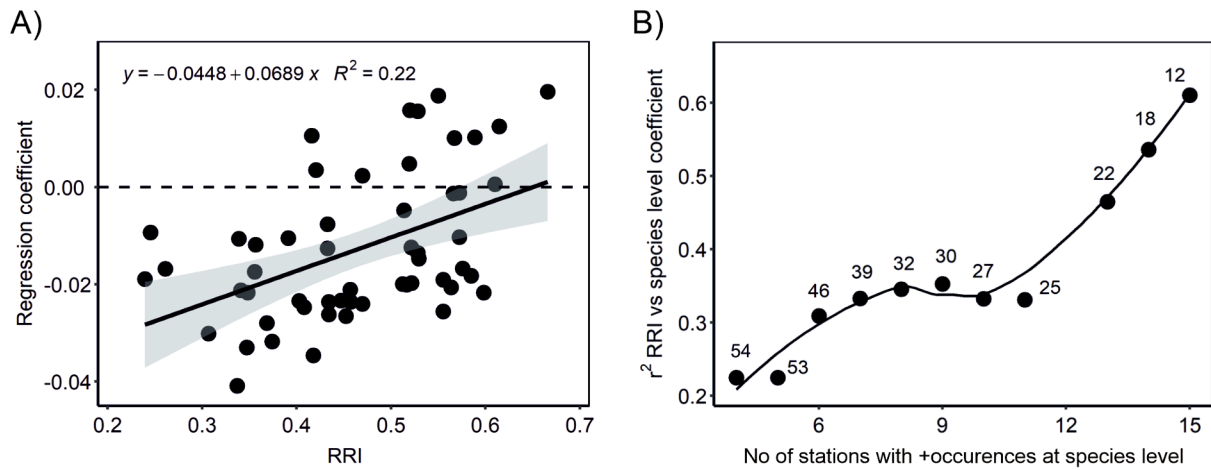 A)
y = −0.0448 + 0.0689 x R² = 0.22
0.02
0.00
-0.02
-0.04
Regression coefficient
0.2 0.3 0.4 0.5 0.6 0.7
RRI
B)
12
18
22
30
27
25
32
39
46
53
54
0.6
0.5
0.4
0.3
0.2
r² RRI vs species level coefficient
6 9 12 15
No of stations with +occurences at species level